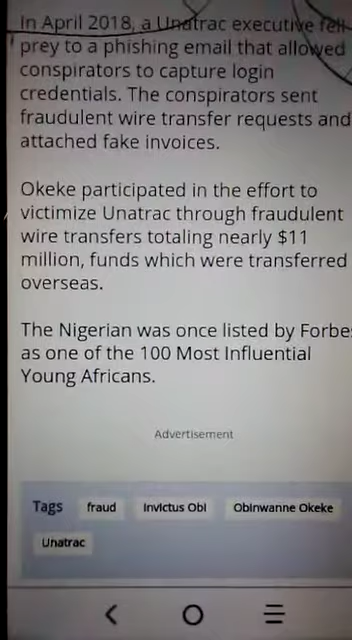 In April 2018, a Unatrac executive fell
prey to a phishing email that allowed
conspirators to capture login
credentials. The conspirators sent
fraudulent wire transfer requests and
attached fake invoices.
Okeke participated in the effort to
victimize Unatrac through fraudulent
wire transfers totaling nearly $11
million, funds which were transferred
overseas.
The Nigerian was once listed by Forbes
as one of the 100 Most Influential
Young Africans.
Advertisement
Tags fraud Invictus Obi Obinwanne Okeke
Unatrac